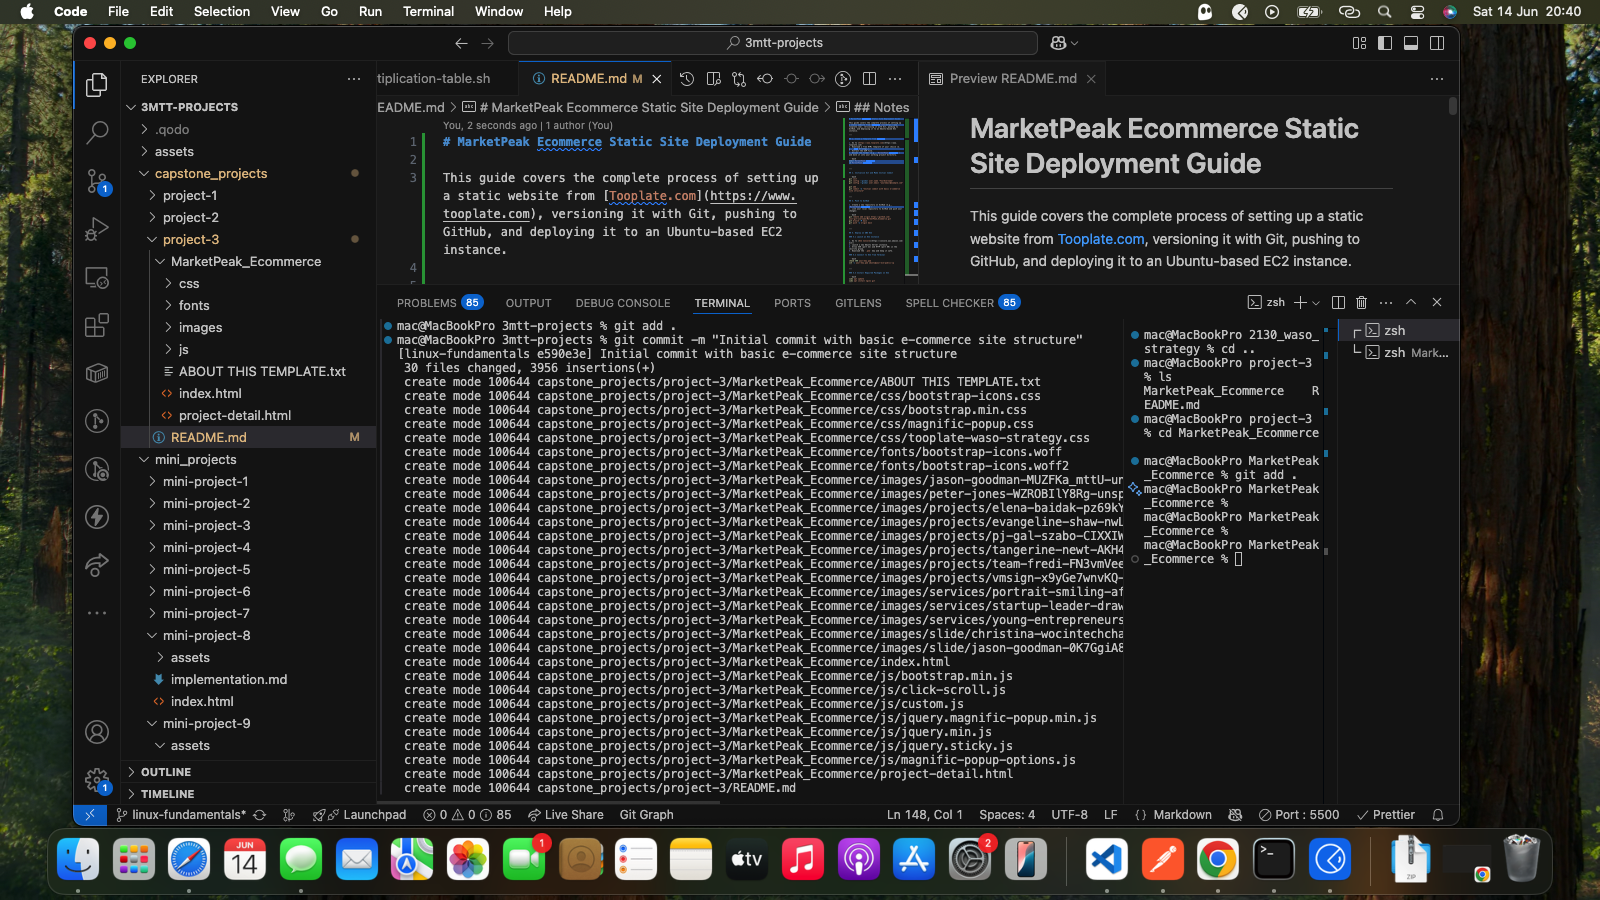 Code File Edit Selection View Go Run Terminal Window Help
Sat 14 Jun 20:40
3mtt-projects
EXPLORER
3MTT-PROJECTS
.qodo
assets
capstone_projects
project-1
project-2
project-3
MarketPeak_Ecommerce
css
fonts
images
js
ABOUT THIS TEMPLATE.txt
index.html
project-detail.html
README.md M
mini_projects
mini-project-1
mini-project-2
mini-project-3
mini-project-4
mini-project-5
mini-project-6
mini-project-7
mini-project-8
assets
implementation.md
index.html
mini-project-9
assets
OUTLINE
TIMELINE
1
1
tiplication-table.sh
README.md M
EADME.md > # MarketPeak Ecommerce Static Site Deployment Guide > ## Notes
You, 2 seconds ago | 1 author (You)
1 # MarketPeak Ecommerce Static Site Deployment Guide
2
3 This guide covers the complete process of setting up
a static website from [Tooplate.com](https://www.
tooplate.com), versioning it with Git, pushing to
GitHub, and deploying it to an Ubuntu-based EC2
instance.
4
Preview README.md
MarketPeak Ecommerce Static
Site Deployment Guide
This guide covers the complete process of setting up a static
website from Tooplate.com, versioning it with Git, pushing to
GitHub, and deploying it to an Ubuntu-based EC2 instance.
PROBLEMS 85 OUTPUT DEBUG CONSOLE TERMINAL PORTS GITLENS SPELL CHECKER 85
zsh
mac@MacBookPro 3mtt-projects % git add .
mac@MacBookPro 3mtt-projects % git commit -m "Initial commit with basic e-commerce site structure"
[linux-fundamentals e590e3e] Initial commit with basic e-commerce site structure
30 files changed, 3956 insertions(+)
create mode 100644 capstone_projects/project-3/MarketPeak_Ecommerce/ABOUT THIS TEMPLATE.txt
create mode 100644 capstone_projects/project-3/MarketPeak_Ecommerce/css/bootstrap-icons.css
create mode 100644 capstone_projects/project-3/MarketPeak_Ecommerce/css/bootstrap.min.css
create mode 100644 capstone_projects/project-3/MarketPeak_Ecommerce/css/magnific-popup.css
create mode 100644 capstone_projects/project-3/MarketPeak_Ecommerce/css/tooplate-waso-strategy.css
create mode 100644 capstone_projects/project-3/MarketPeak_Ecommerce/fonts/bootstrap-icons.woff
create mode 100644 capstone_projects/project-3/MarketPeak_Ecommerce/fonts/bootstrap-icons.woff2
create mode 100644 capstone_projects/project-3/MarketPeak_Ecommerce/images/jason-goodman-MUZFKa_mttU-un
create mode 100644 capstone_projects/project-3/MarketPeak_Ecommerce/images/peter-jones-WZROBIlY8Rg-unsp
create mode 100644 capstone_projects/project-3/MarketPeak_Ecommerce/images/projects/elena-baidak-pz69kY
create mode 100644 capstone_projects/project-3/MarketPeak_Ecommerce/images/projects/evangeline-shaw-nwL
create mode 100644 capstone_projects/project-3/MarketPeak_Ecommerce/images/projects/pj-gal-szabo-CIXXIW
create mode 100644 capstone_projects/project-3/MarketPeak_Ecommerce/images/projects/tangerine-newt-AKH4
create mode 100644 capstone_projects/project-3/MarketPeak_Ecommerce/images/projects/team-fredi-FN3vmVee
create mode 100644 capstone_projects/project-3/MarketPeak_Ecommerce/images/projects/vmsign-x9yGe7wnvKQ-
create mode 100644 capstone_projects/project-3/MarketPeak_Ecommerce/images/services/portrait-smiling-af
create mode 100644 capstone_projects/project-3/MarketPeak_Ecommerce/images/services/startup-leader-draw
create mode 100644 capstone_projects/project-3/MarketPeak_Ecommerce/images/services/young-entrepreneurs
create mode 100644 capstone_projects/project-3/MarketPeak_Ecommerce/images/slide/christina-wocintechcha
create mode 100644 capstone_projects/project-3/MarketPeak_Ecommerce/images/slide/jason-goodman-0K7GgiA8
create mode 100644 capstone_projects/project-3/MarketPeak_Ecommerce/index.html
create mode 100644 capstone_projects/project-3/MarketPeak_Ecommerce/js/bootstrap.min.js
create mode 100644 capstone_projects/project-3/MarketPeak_Ecommerce/js/click-scroll.js
create mode 100644 capstone_projects/project-3/MarketPeak_Ecommerce/js/custom.js
create mode 100644 capstone_projects/project-3/MarketPeak_Ecommerce/js/jquery.magnific-popup.min.js
create mode 100644 capstone_projects/project-3/MarketPeak_Ecommerce/js/jquery.min.js
create mode 100644 capstone_projects/project-3/MarketPeak_Ecommerce/js/jquery.sticky.js
create mode 100644 capstone_projects/project-3/MarketPeak_Ecommerce/js/magnific-popup-options.js
create mode 100644 capstone_projects/project-3/MarketPeak_Ecommerce/project-detail.html
create mode 100644 capstone_projects/project-3/README.md
mac@MacBookPro 2130_waso_
strategy % cd ..
mac@MacBookPro project-3
% ls
MarketPeak_Ecommerce R
EADME.md
mac@MacBookPro project-3
% cd MarketPeak_Ecommerce
mac@MacBookPro MarketPeak
_Ecommerce % git add .
mac@MacBookPro MarketPeak
_Ecommerce %
mac@MacBookPro MarketPeak
_Ecommerce %
mac@MacBookPro MarketPeak
_Ecommerce %
zsh
zsh Mark...
linux-fundamentals* Launchpad 0 0 85 Live Share Git Graph
Ln 148, Col 1 Spaces: 4 UTF-8 LF {} Markdown Port : 5500 Prettier
JUN
14
1
tv
2
ZIP